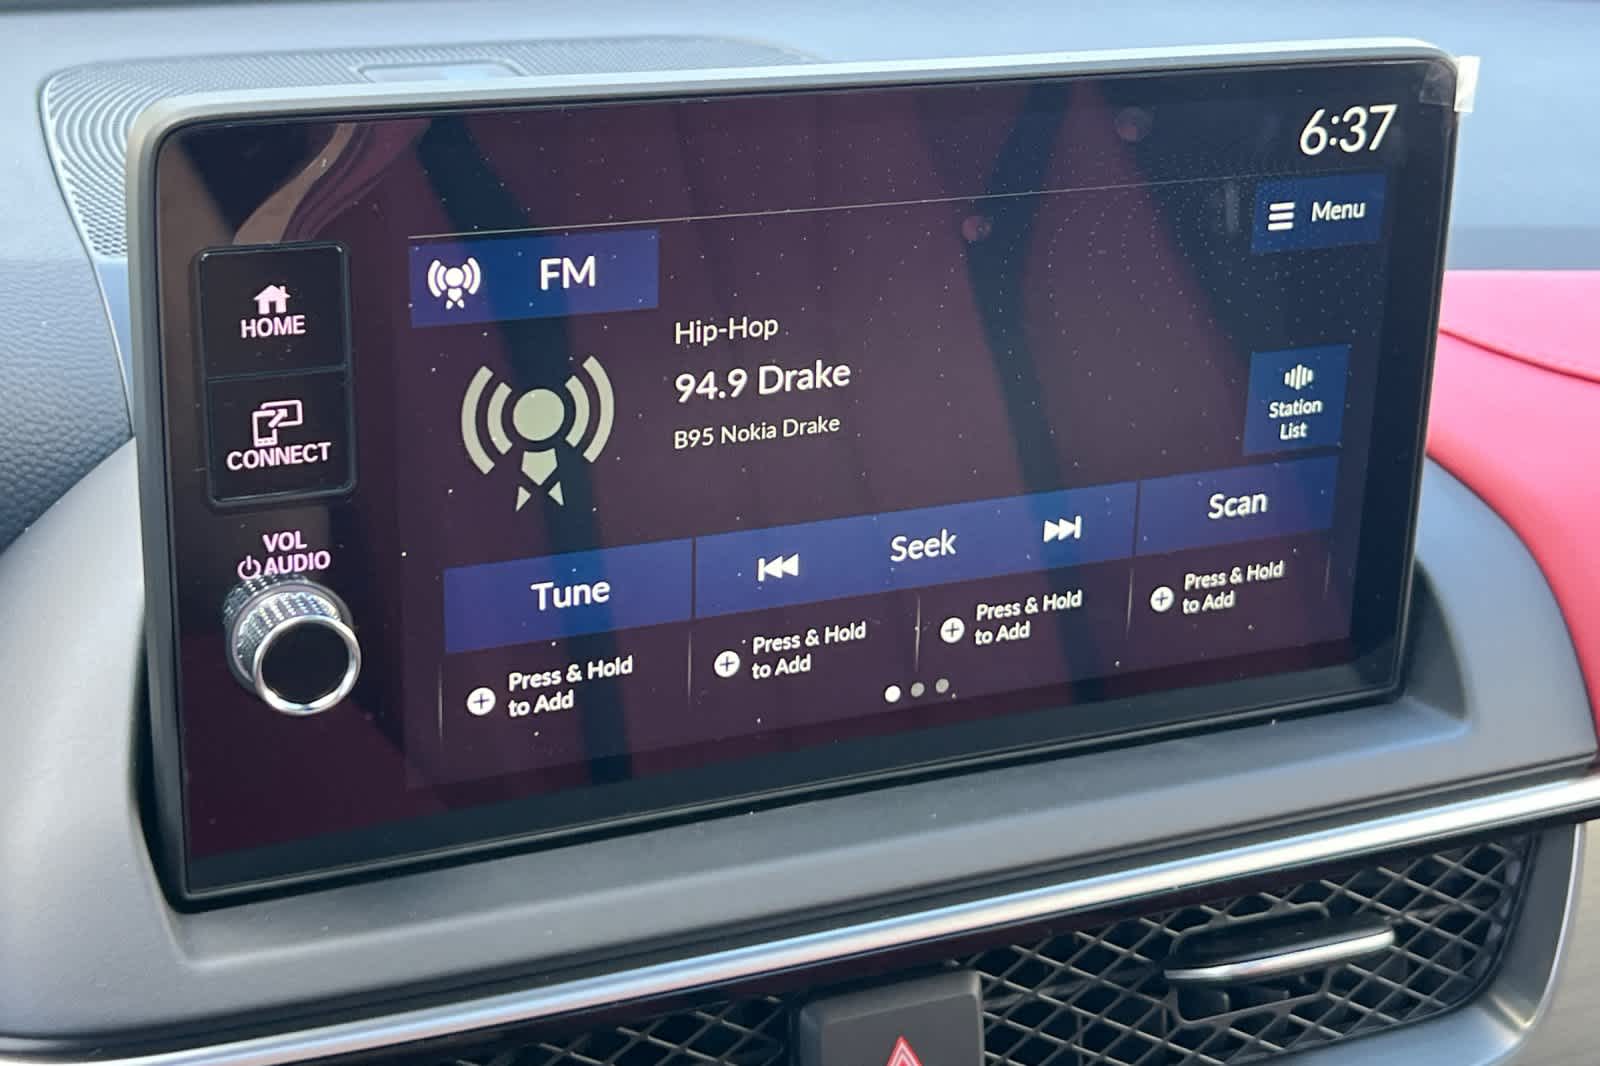 6:37
Menu
FM
HOME
Hip-Hop
94.9 Drake
B95 Nokia Drake
Station
List
CONNECT
VOL
AUDIO
Tune
Seek
Scan
Press & Hold
to Add
Press & Hold
to Add
Press & Hold
to Add
Press & Hold
to Add